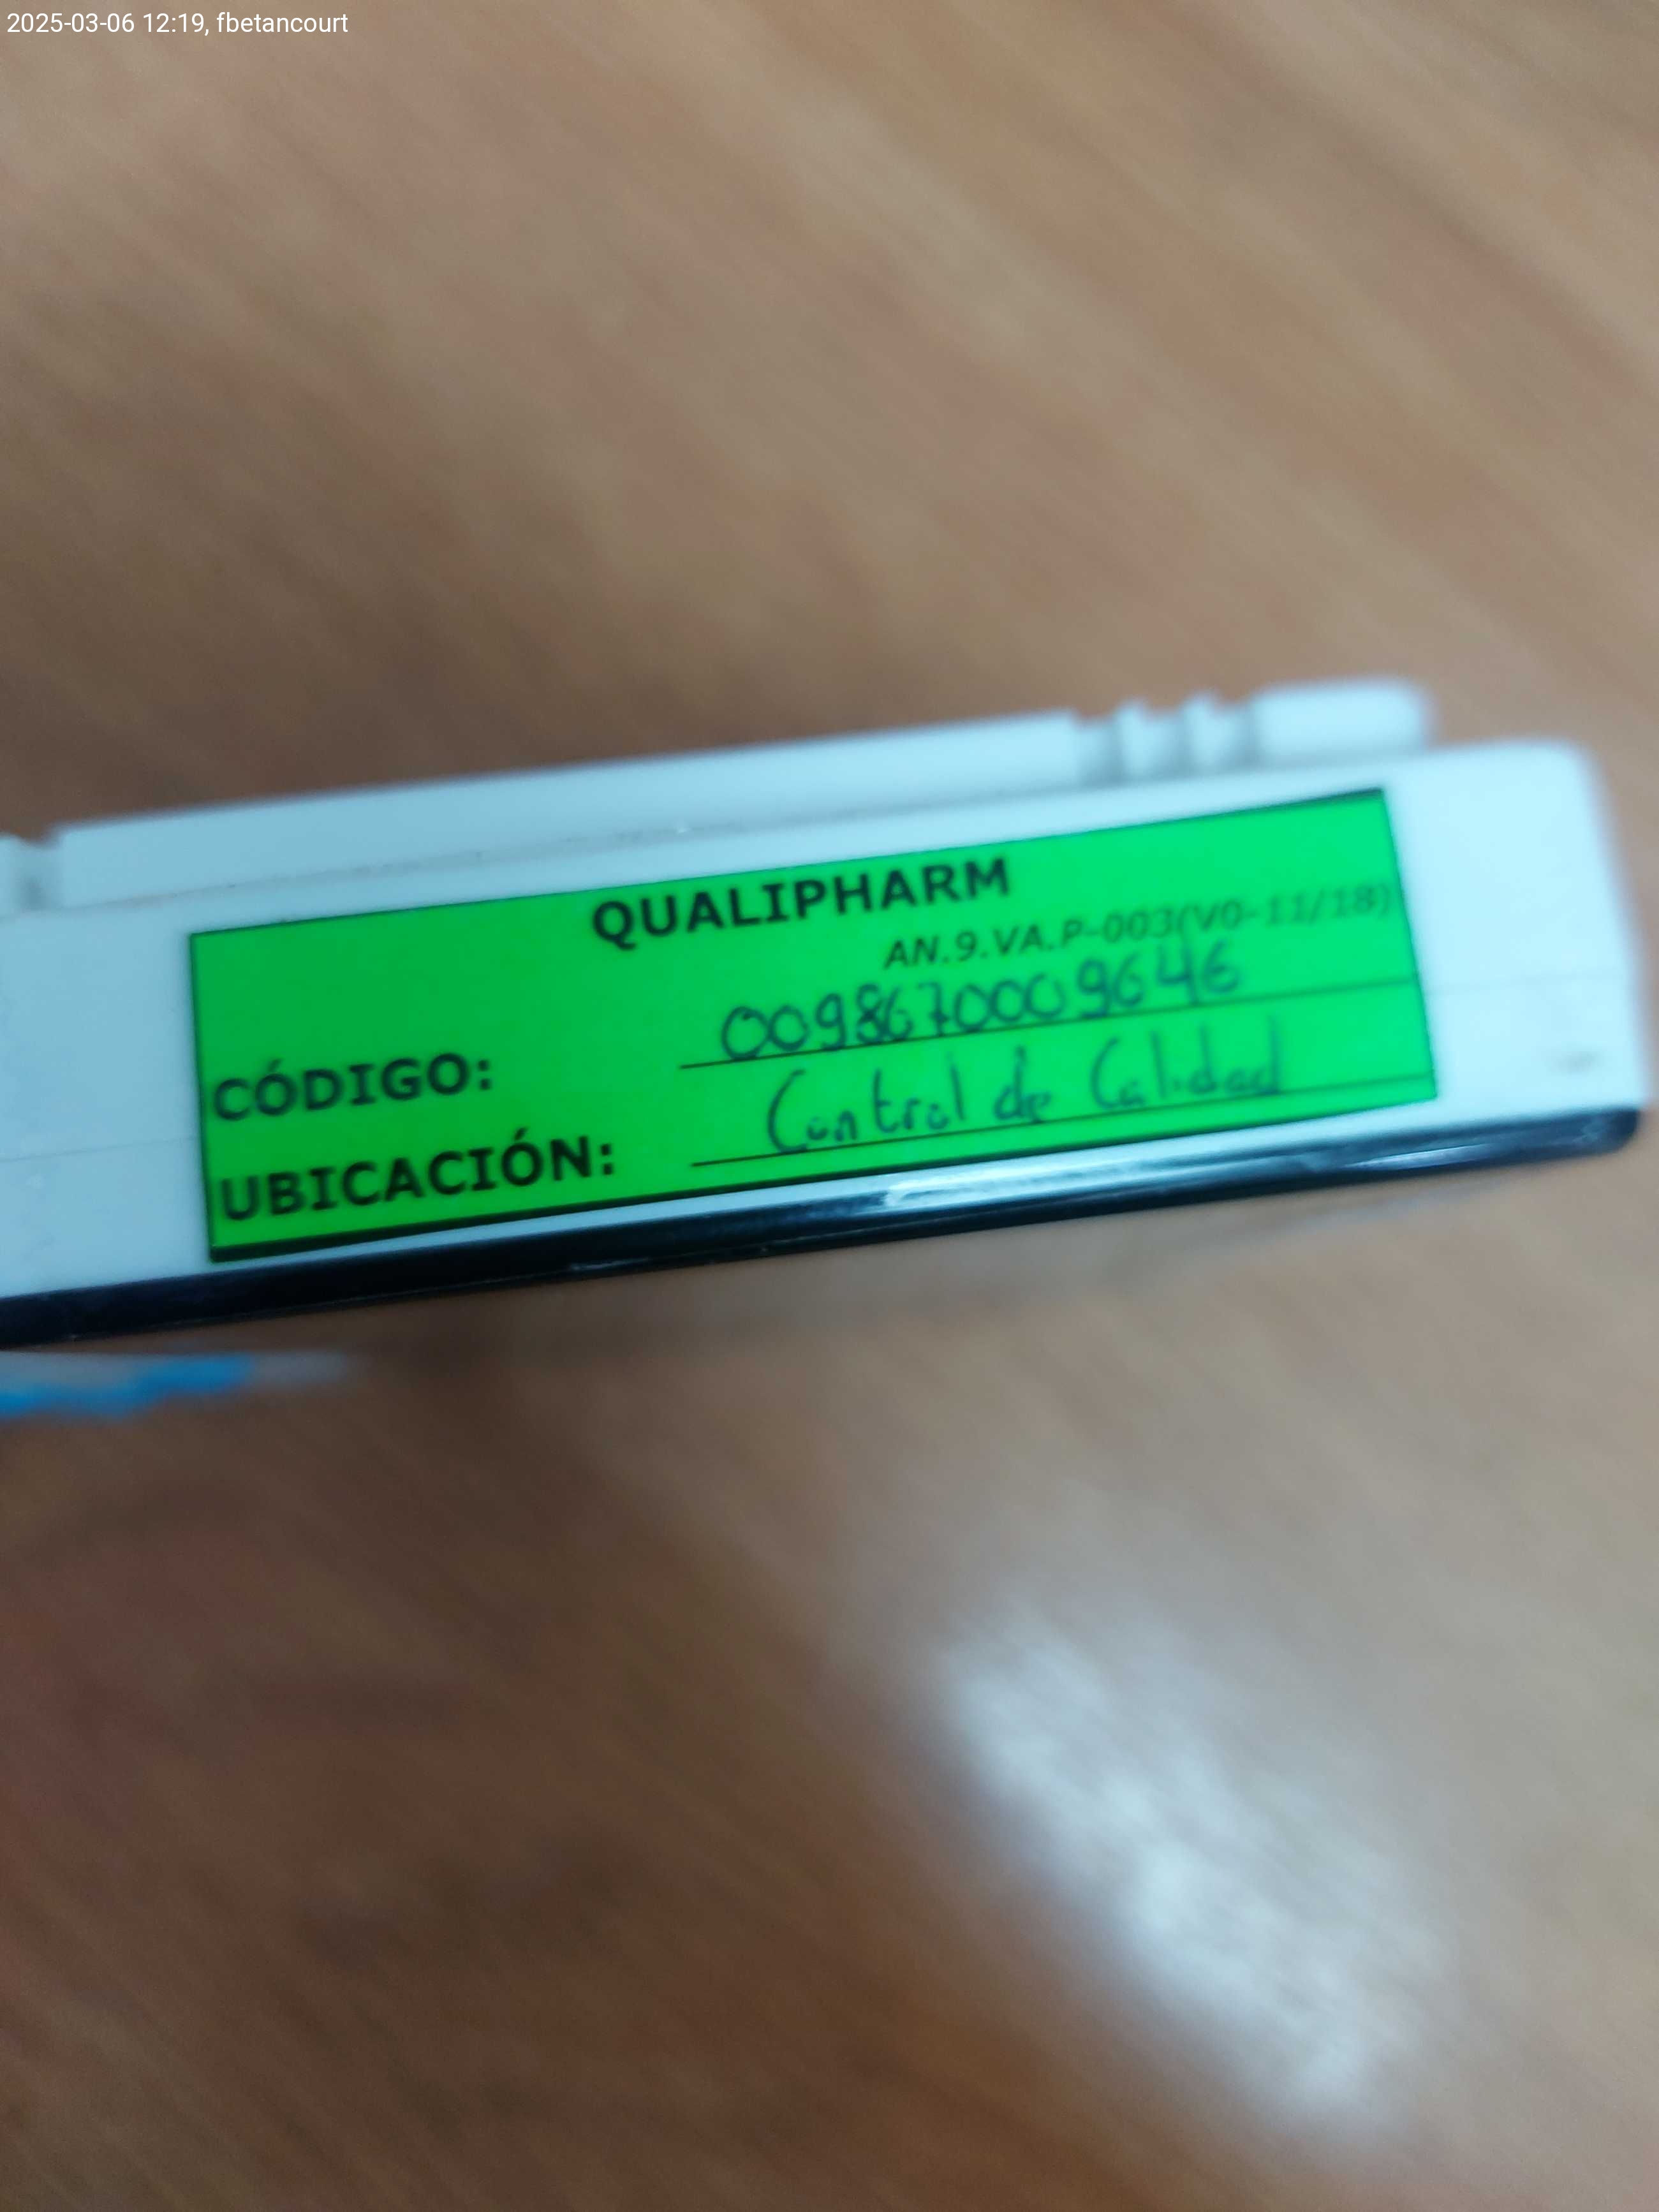 2025-03-06 12:19, fbetancourt
QUALIPHARM
AN.9.VA.P-003(V0-11/18)
CÓDIGO: 0098670009646
UBICACIÓN: Control de Calidad